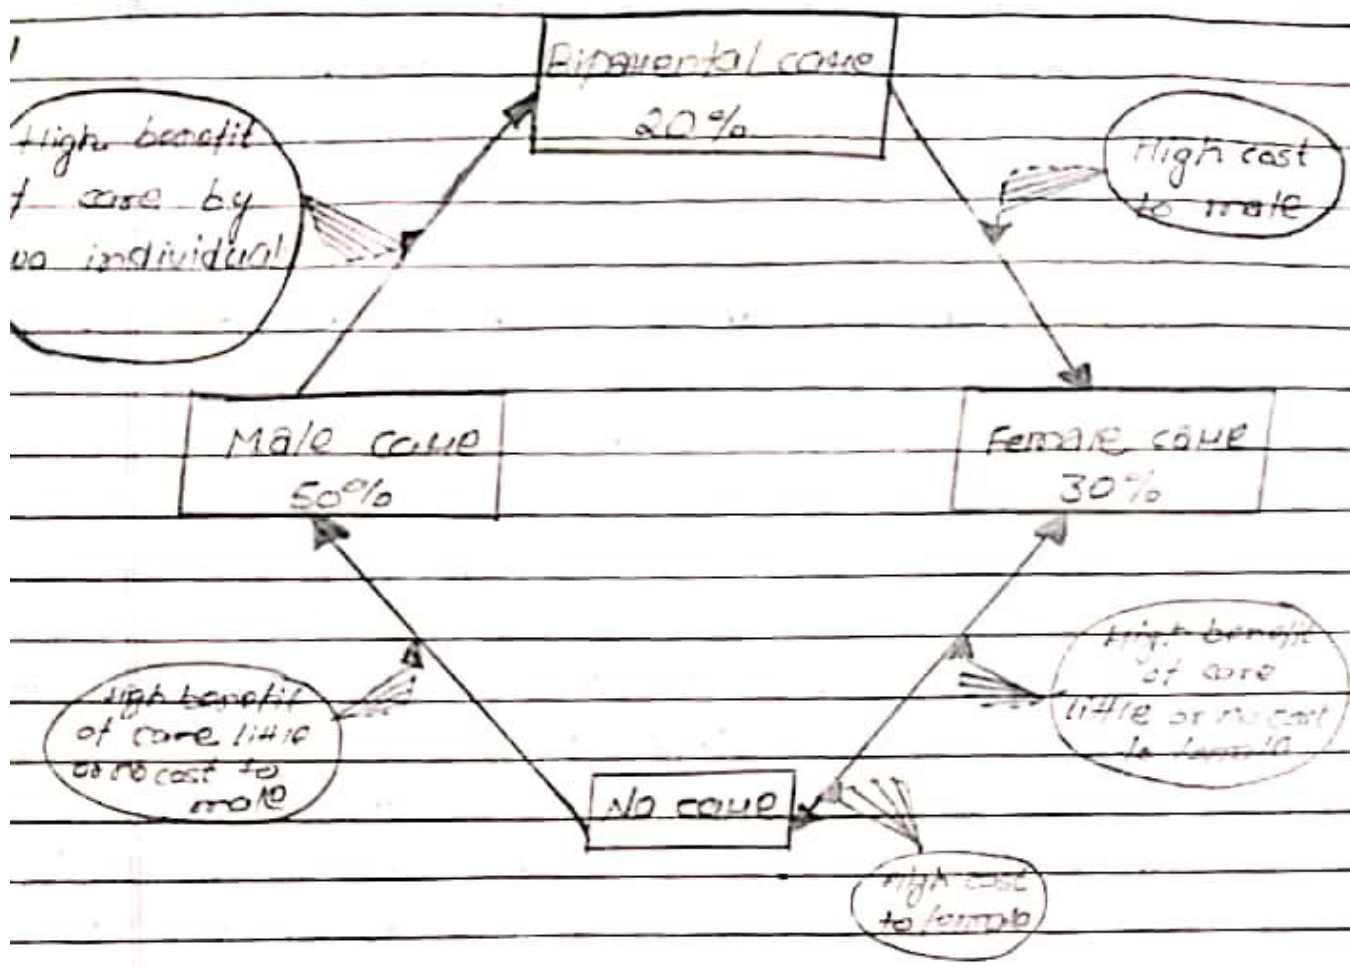 Biparental care
20%
High benefit
of care by
two individual
High cost
to male
Male care
50%
Female care
30%
High benefit
of care little
or no cost to
male
High benefit
of care
little or no cost
to female
No care
High cost
to female